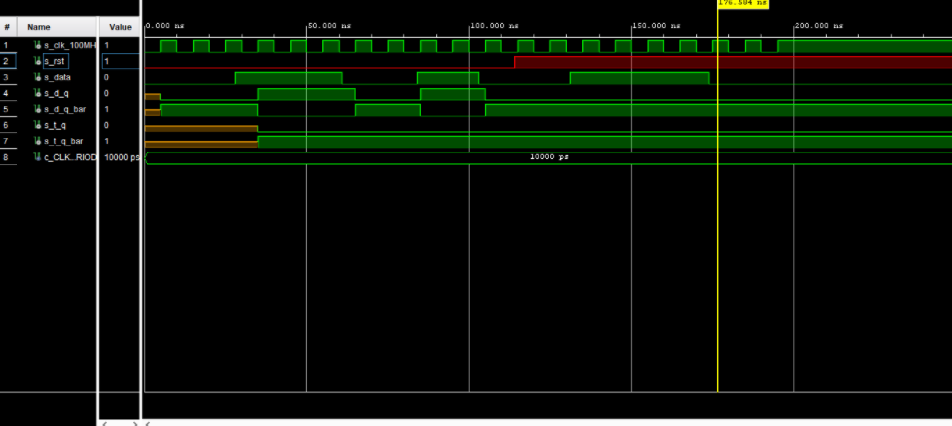 176.584 ns
# Name Value
0.000 ns 50.000 ns 100.000 ns 150.000 ns 200.000 ns
1 s_clk_100MH 1
2 s_rst 1
3 s_data 0
4 s_d_q 0
5 s_d_q_bar 1
6 s_t_q 0
7 s_t_q_bar 1
8 c_CLK...RIOD 10000 ps 10000 ps